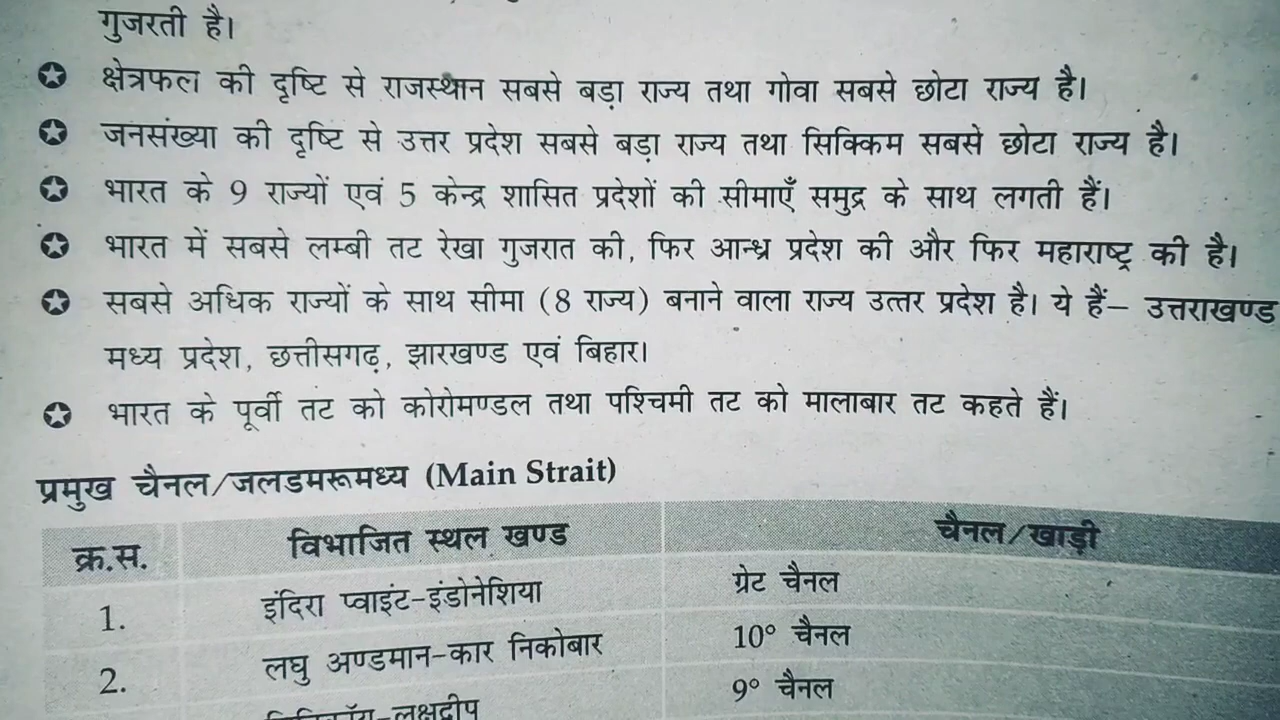 गुजरती है।
क्षेत्रफल की दृष्टि से राजस्थान सबसे बड़ा राज्य तथा गोवा सबसे छोटा राज्य है।
जनसंख्या की दृष्टि से उत्तर प्रदेश सबसे बड़ा राज्य तथा सिक्किम सबसे छोटा राज्य है।
भारत के 9 राज्यों एवं 5 केन्द्र शासित प्रदेशों की सीमाएँ समुद्र के साथ लगती हैं।
भारत में सबसे लम्बी तट रेखा गुजरात की, फिर आन्ध्र प्रदेश की और फिर महाराष्ट्र की है।
सबसे अधिक राज्यों के साथ सीमा (8 राज्य) बनाने वाला राज्य उत्तर प्रदेश है। ये हैं– उत्तराखण्ड
मध्य प्रदेश, छत्तीसगढ़, झारखण्ड एवं बिहार।
भारत के पूर्वी तट को कोरोमण्डल तथा पश्चिमी तट को मालाबार तट कहते हैं।
प्रमुख चैनल/जलडमरूमध्य (Main Strait)
क्र.स. विभाजित स्थल खण्ड चैनल/खाड़ी
1. इंदिरा प्वाइंट-इंडोनेशिया ग्रेट चैनल
2. लघु अण्डमान-कार निकोबार 10° चैनल
लक्षद्वीप 9° चैनल